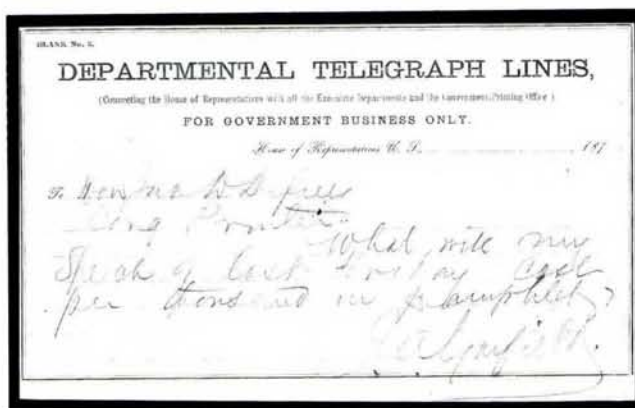 BLANK No. 3.
DEPARTMENTAL TELEGRAPH LINES,
(Connecting the House of Representatives with all the Executive Departments and the Government Printing Office)
FOR GOVERNMENT BUSINESS ONLY.
House of Representatives U. S. 187
To Hon Jno D Defrees
Cong Printer
What will my
Speech of last Friday cost
per thousand in pamphlet?
J A Garfield.